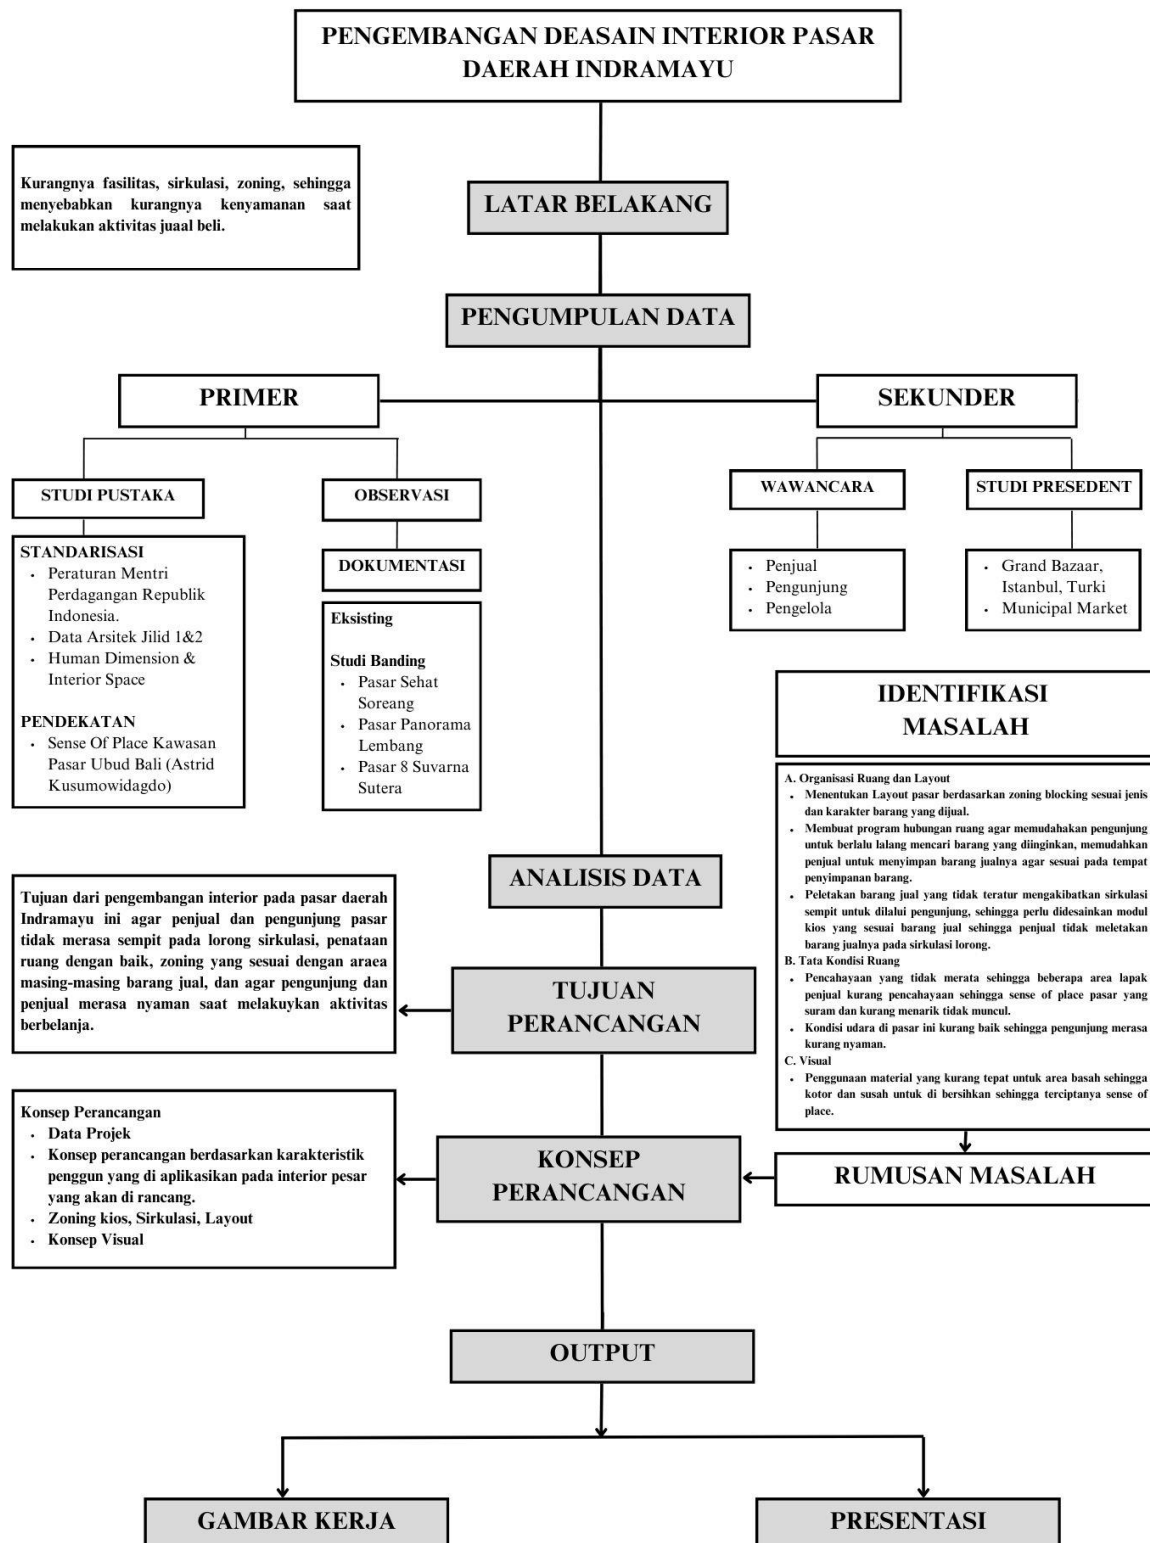 PENGEMBANGAN DEASAIN INTERIOR PASAR
DAERAH INDRAMAYU
Kurangnya fasilitas, sirkulasi, zoning, sehingga
menyebabkan kurangnya kenyamanan saat
melakukan aktivitas juaal beli.
LATAR BELAKANG
PENGUMPULAN DATA
PRIMER
SEKUNDER
STUDI PUSTAKA
OBSERVASI
WAWANCARA
STUDI PRESEDENT
STANDARISASI
• Peraturan Mentri
Perdagangan Republik
Indonesia.
• Data Arsitek Jilid 1&2
• Human Dimension &
Interior Space
PENDEKATAN
• Sense Of Place Kawasan
Pasar Ubud Bali (Astrid
Kusumowidagdo)
DOKUMENTASI
Eksisting
Studi Banding
• Pasar Sehat
Soreang
• Pasar Panorama
Lembang
• Pasar 8 Suvarna
Sutera
• Penjual
• Pengunjung
• Pengelola
• Grand Bazaar,
Istanbul, Turki
• Municipal Market
IDENTIFIKASI
MASALAH
A. Organisasi Ruang dan Layout
• Menentukan Layout pasar berdasarkan zoning blocking sesuai jenis
dan karakter barang yang dijual.
• Membuat program hubungan ruang agar memudahakan pengunjung
untuk berlalu lalang mencari barang yang diinginkan, memudahkan
penjual untuk menyimpan barang jualnya agar sesuai pada tempat
penyimpanan barang.
• Peletakan barang jual yang tidak teratur mengakibatkan sirkulasi
sempit untuk dilalui pengunjung, sehingga perlu didesainkan modul
kios yang sesuai barang jual sehingga penjual tidak meletakan
barang jualnya pada sirkulasi lorong.
B. Tata Kondisi Ruang
• Pencahayaan yang tidak merata sehingga beberapa area lapak
penjual kurang pencahayaan sehingga sense of place pasar yang
suram dan kurang menarik tidak muncul.
• Kondisi udara di pasar ini kurang baik sehingga pengunjung merasa
kurang nyaman.
C. Visual
• Penggunaan material yang kurang tepat untuk area basah sehingga
kotor dan susah untuk di bersihkan sehingga terciptanya sense of
place.
ANALISIS DATA
Tujuan dari pengembangan interior pada pasar daerah
Indramayu ini agar penjual dan pengunjung pasar
tidak merasa sempit pada lorong sirkulasi, penataan
ruang dengan baik, zoning yang sesuai dengan araea
masing-masing barang jual, dan agar pengunjung dan
penjual merasa nyaman saat melakuykan aktivitas
berbelanja.
TUJUAN
PERANCANGAN
Konsep Perancangan
• Data Projek
• Konsep perancangan berdasarkan karakteristik
penggun yang di aplikasikan pada interior pesar
yang akan di rancang.
• Zoning kios, Sirkulasi, Layout
• Konsep Visual
KONSEP
PERANCANGAN
RUMUSAN MASALAH
OUTPUT
GAMBAR KERJA
PRESENTASI